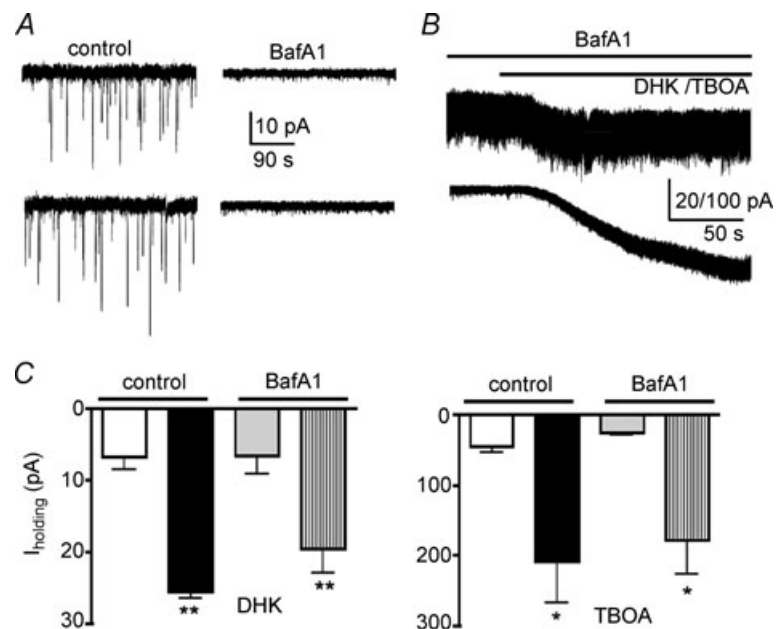 A
control
BafA1
10 pA
90 s
B
BafA1
DHK /TBOA
20/100 pA
50 s
C
control
BafA1
0
10
20
30
I holding (pA)
**
**
DHK
control
BafA1
0
100
200
300
*
*
TBOA